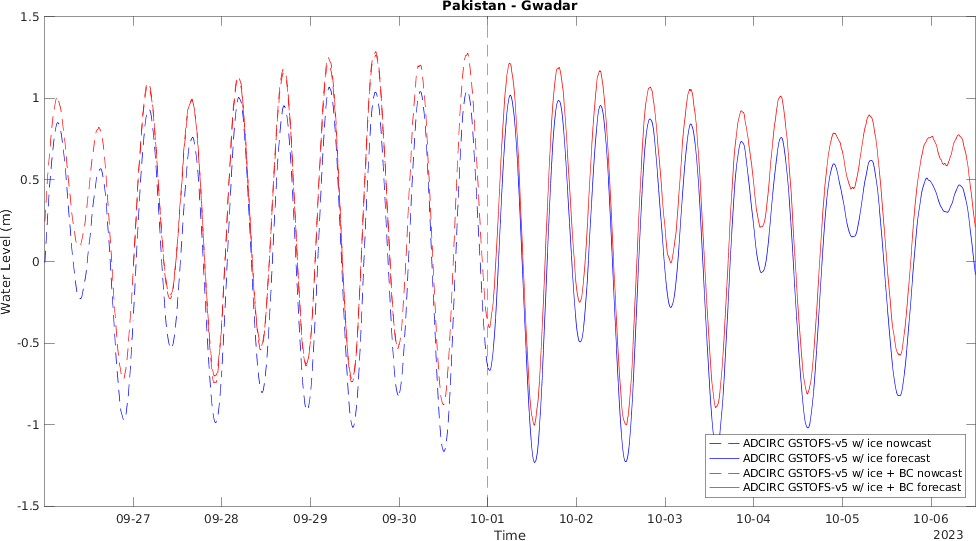 Pakistan - Gwadar
1.5
1
0.5
0
-0.5
-1
-1.5
Water Level (m)
ADCIRC GSTOFS-v5 w/ ice nowcast
ADCIRC GSTOFS-v5 w/ ice forecast
ADCIRC GSTOFS-v5 w/ ice + BC nowcast
ADCIRC GSTOFS-v5 w/ ice + BC forecast
09-27 09-28 09-29 09-30 10-01 10-02 10-03 10-04 10-05 10-06
Time
2023